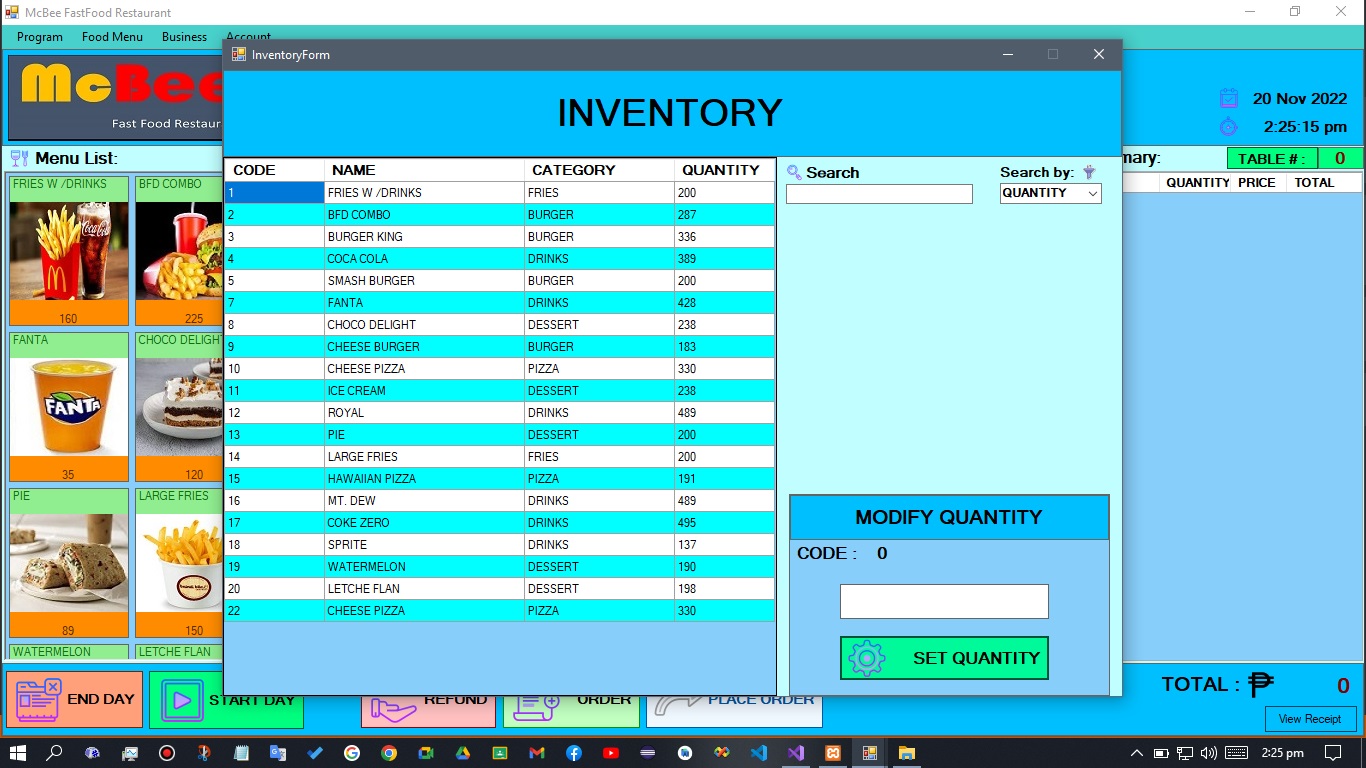 McBee FastFood Restaurant
Program Food Menu Business Account
InventoryForm
McBee
Fast Food Restaur
INVENTORY
20 Nov 2022
2:25:15 pm
Menu List:
mary:
TABLE # : 0
QUANTITY PRICE TOTAL
FRIES W /DRINKS BFD COMBO
Coca-Cola
160 225
FANTA CHOCO DELIGHT
FANTA
35 120
PIE LARGE FRIES
89 150
WATERMELON LETCHE FLAN
CODE NAME CATEGORY QUANTITY
1 FRIES W /DRINKS FRIES 200
2 BFD COMBO BURGER 287
3 BURGER KING BURGER 336
4 COCA COLA DRINKS 389
5 SMASH BURGER BURGER 200
7 FANTA DRINKS 428
8 CHOCO DELIGHT DESSERT 238
9 CHEESE BURGER BURGER 183
10 CHEESE PIZZA PIZZA 330
11 ICE CREAM DESSERT 238
12 ROYAL DRINKS 489
13 PIE DESSERT 200
14 LARGE FRIES FRIES 200
15 HAWAIIAN PIZZA PIZZA 191
16 MT. DEW DRINKS 489
17 COKE ZERO DRINKS 495
18 SPRITE DRINKS 137
19 WATERMELON DESSERT 190
20 LETCHE FLAN DESSERT 198
22 CHEESE PIZZA PIZZA 330
Search
Search by:
QUANTITY
MODIFY QUANTITY
CODE : 0
SET QUANTITY
END DAY
START DAY
REFUND
ORDER
PLACE ORDER
TOTAL : ₱ 0
View Receipt
2:25 pm